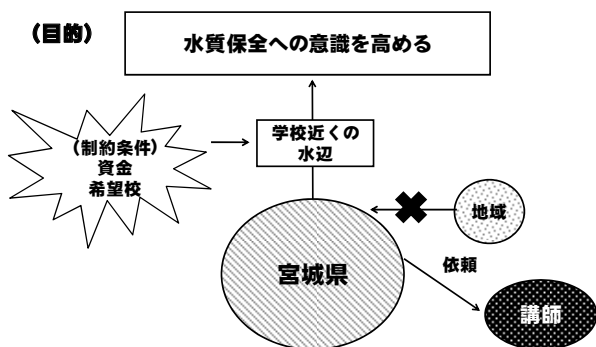 （目的）
水質保全への意識を高める
学校近くの
水辺
（制約条件）
資金
希望校
地域
宮城県
依頼
講師